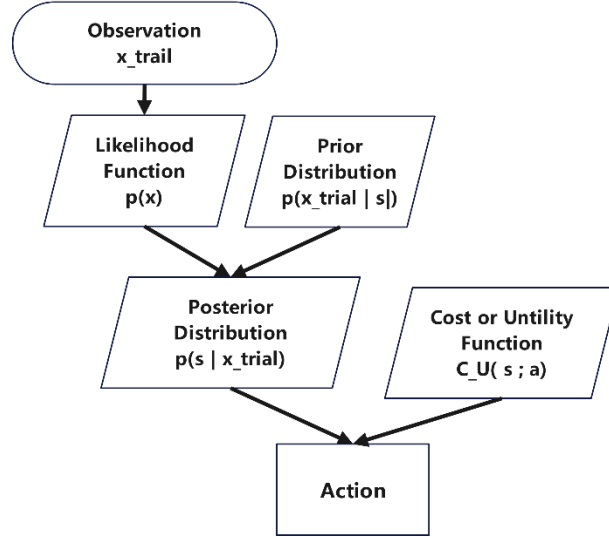 Observation
x_trail
Likelihood
Function
p(x)
Prior
Distribution
p(x_trial | s|)
Posterior
Distribution
p(s | x_trial)
Cost or Untility
Function
C_U( s ; a)
Action